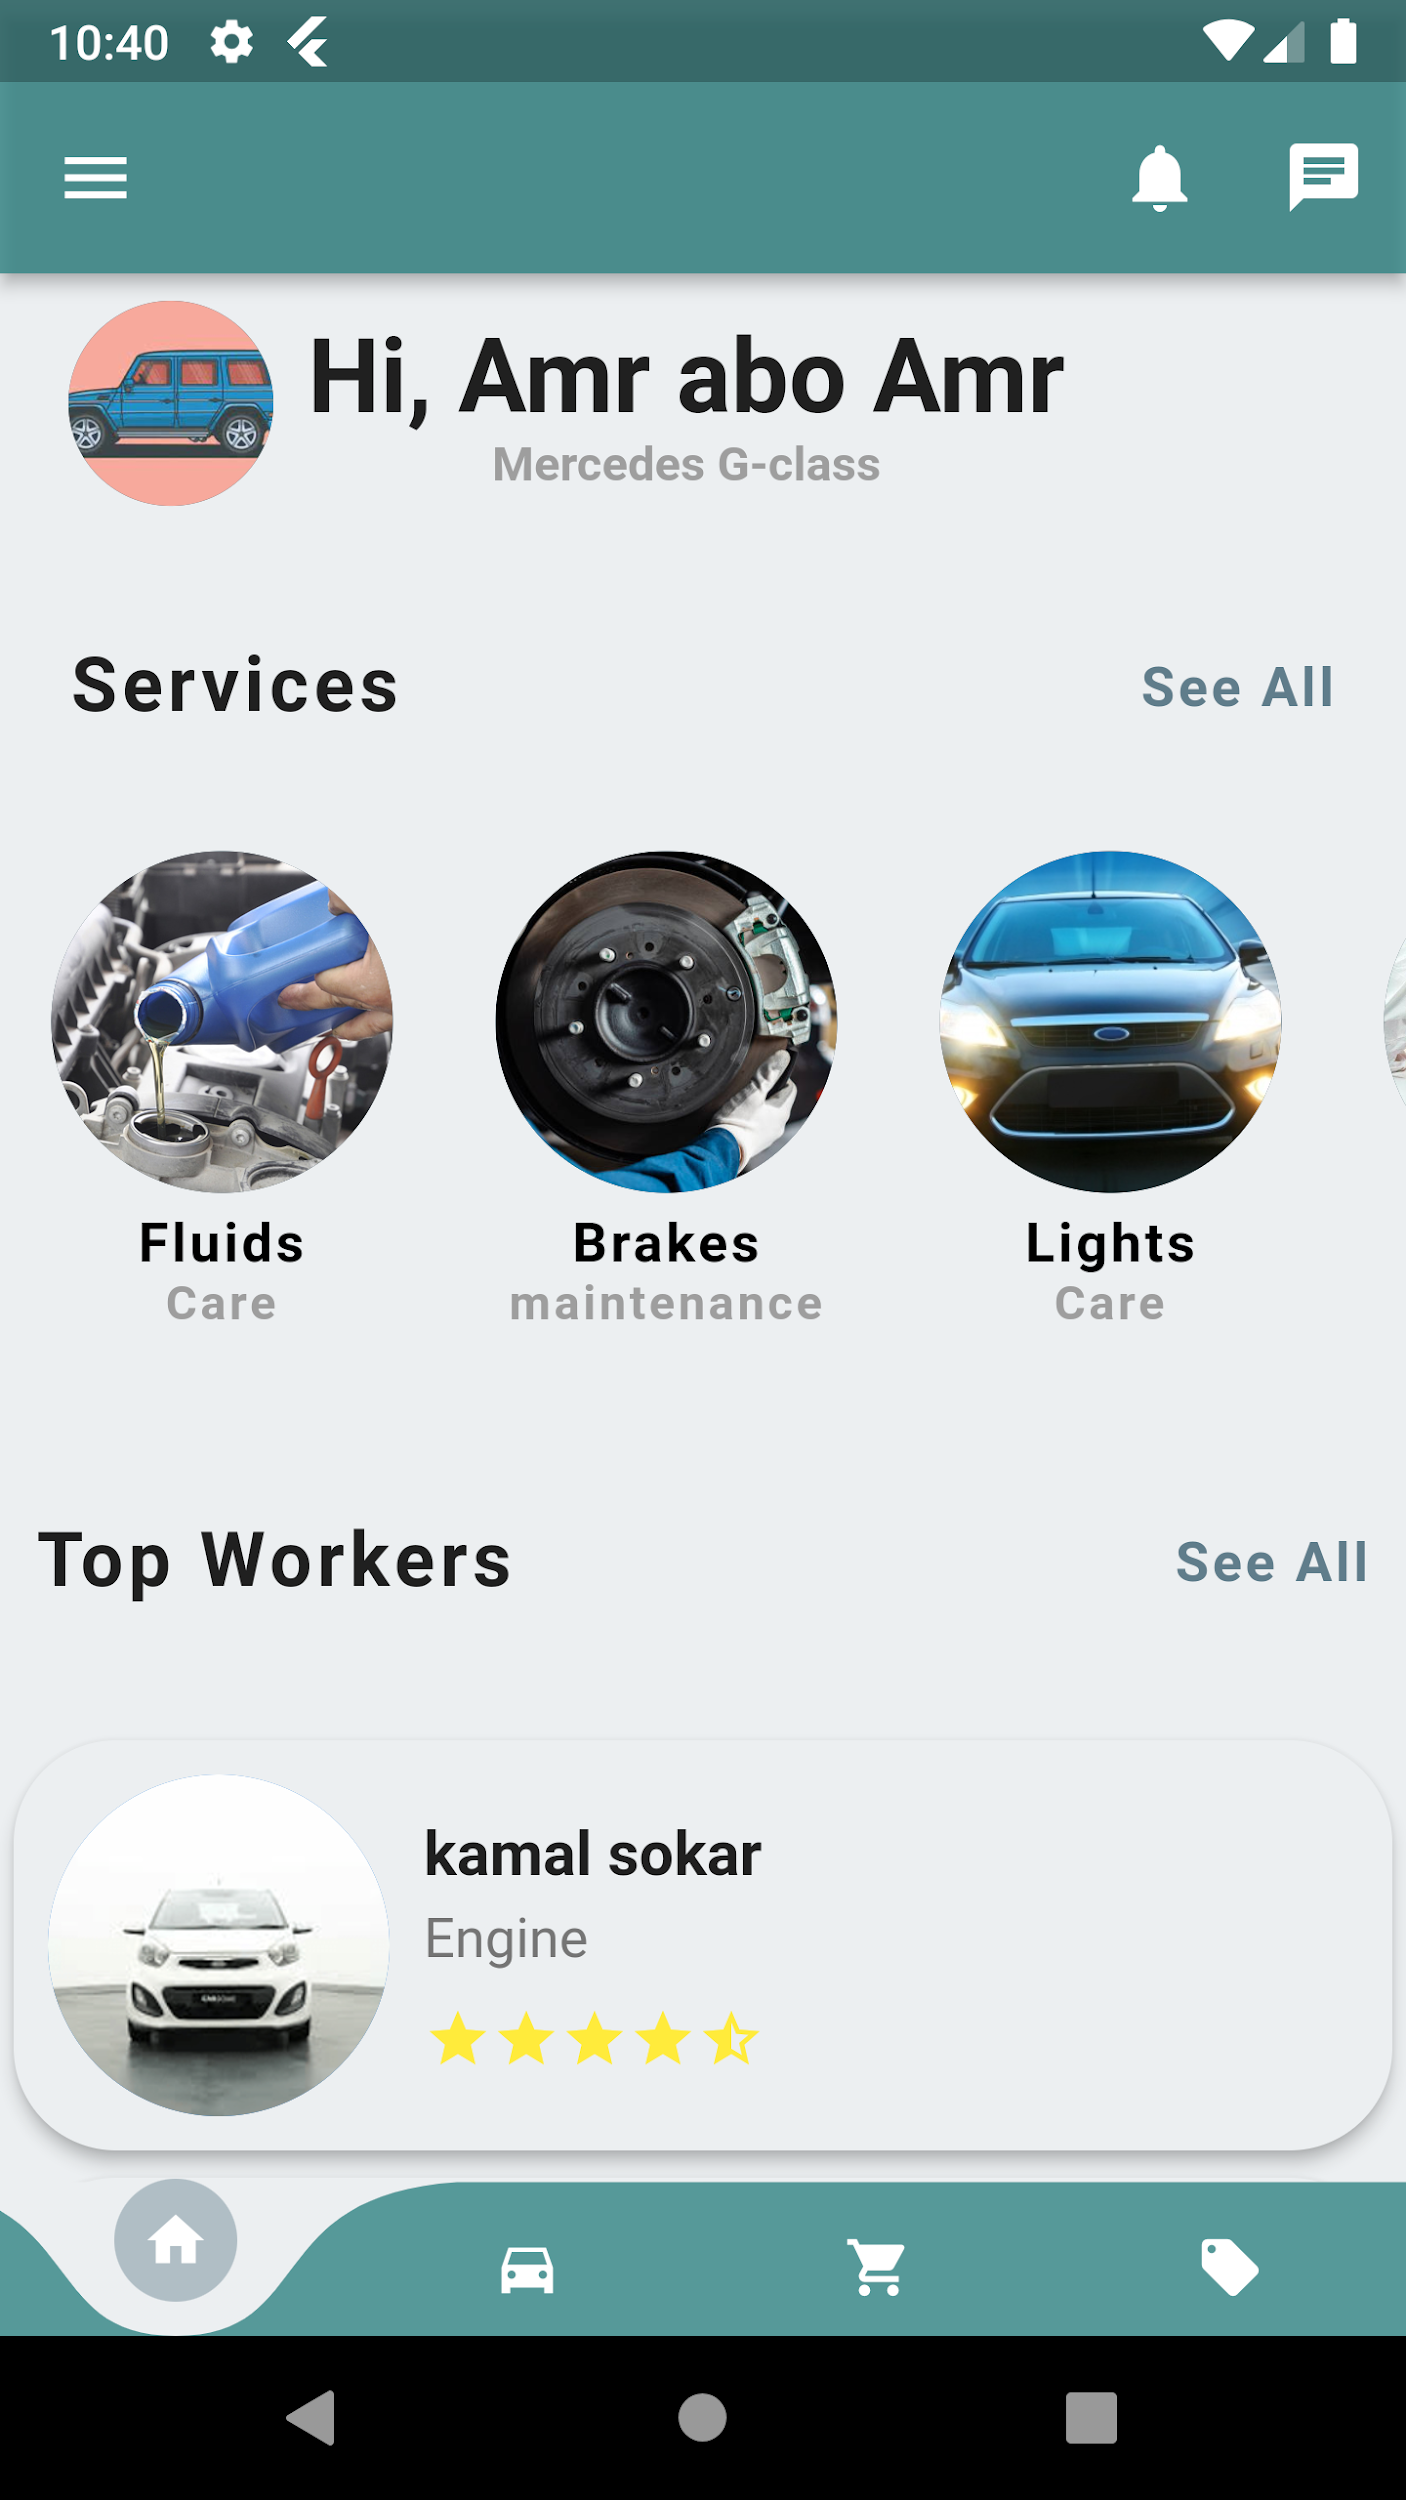 10:40
Hi, Amr abo Amr
Mercedes G-class
Services
See All
Fluids
Care
Brakes
maintenance
Lights
Care
Top Workers
See All
kamal sokar
Engine